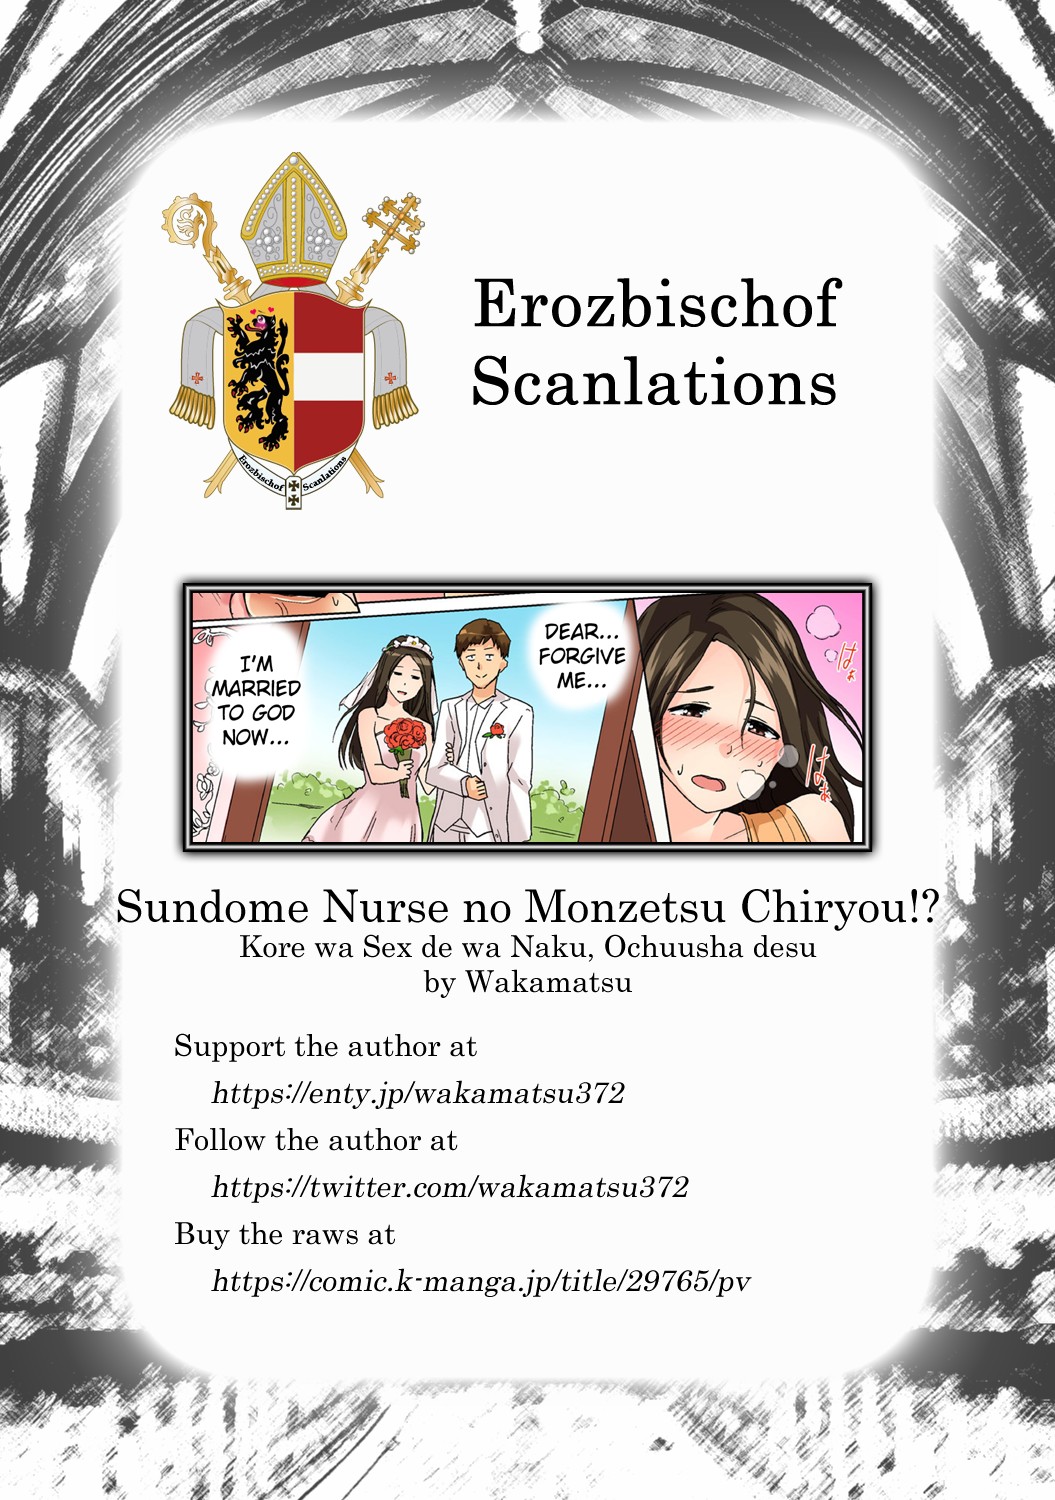 Erozbischof
Scanlations
Erozbischof Scanlations
I'M
MARRIED
TO GOD
NOW...
DEAR...
FORGIVE
ME...
はぁ
はぁ
Sundome Nurse no Monzetsu Chiryou!?
Kore wa Sex de wa Naku, Ochuusha desu
by Wakamatsu
Support the author at
https://enty.jp/wakamatsu372
Follow the author at
https://twitter.com/wakamatsu372
Buy the raws at
https://comic.k-manga.jp/title/29765/pv